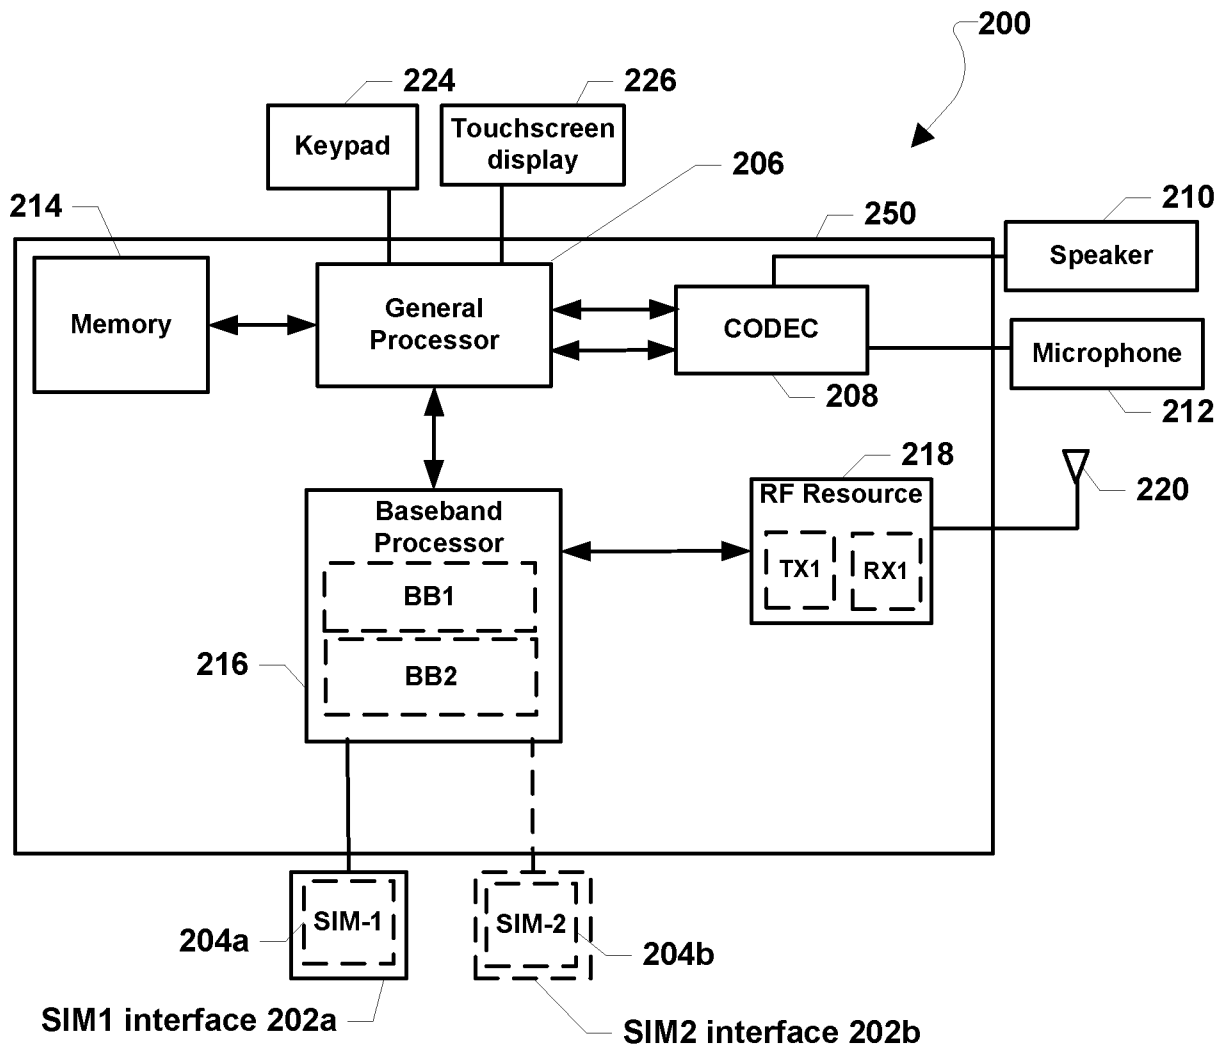 200
224
226
Keypad
Touchscreen
display
206
214
250
210
Speaker
Memory
General
Processor
CODEC
Microphone
208
212
218
220
Baseband
Processor
RF Resource
TX1
RX1
BB1
BB2
216
SIM-1
SIM-2
204a
204b
SIM1 interface 202a
SIM2 interface 202b